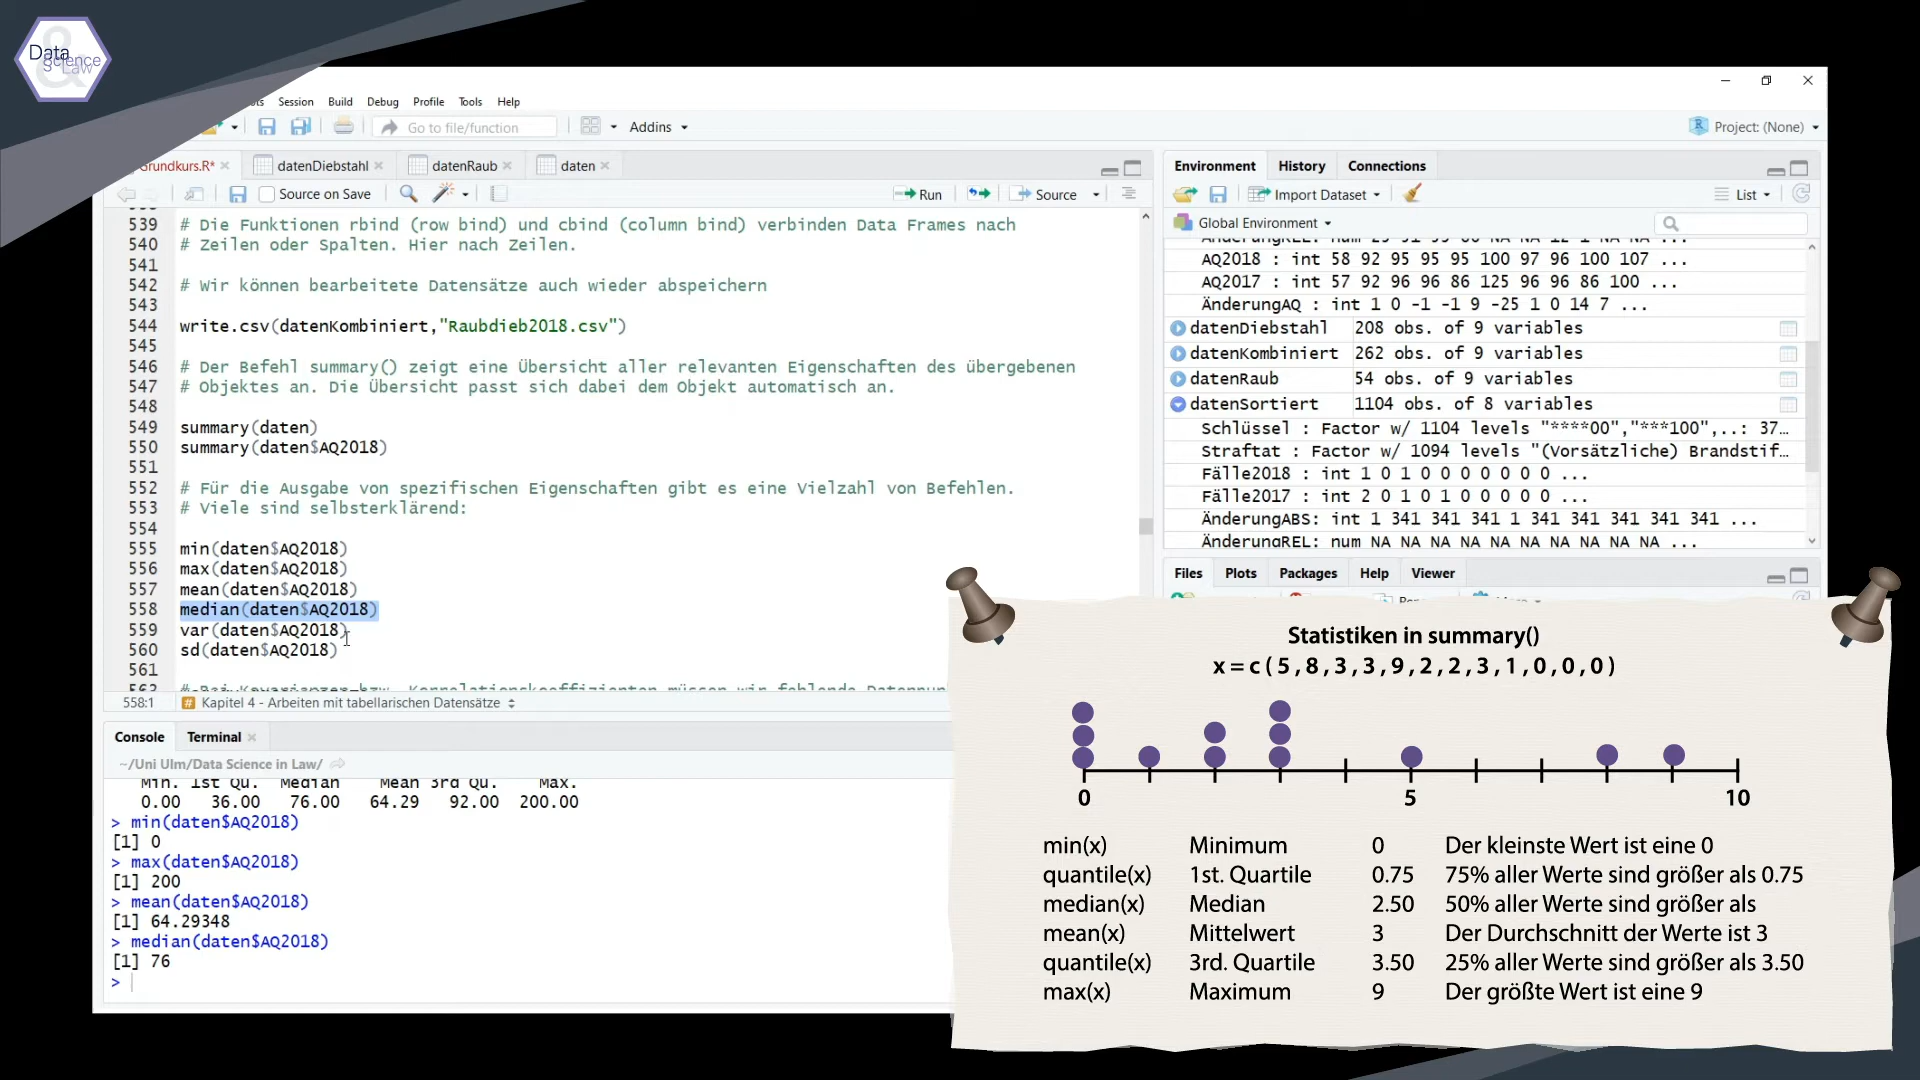 Data
Science
& Law
Session Build Debug Profile Tools Help
Go to file/function
Addins
Project: (None)
Grundkurs.R*
datenDiebstahl
datenRaub
daten
Source on Save
Run
Source
539 # Die Funktionen rbind (row bind) und cbind (column bind) verbinden Data Frames nach
540 # Zeilen oder Spalten. Hier nach Zeilen.
541
542 # Wir können bearbeitete Datensätze auch wieder abspeichern
543
544 write.csv(datenKombiniert,"Raubdieb2018.csv")
545
546 # Der Befehl summary() zeigt eine Übersicht aller relevanten Eigenschaften des übergebenen
547 # Objektes an. Die Übersicht passt sich dabei dem Objekt automatisch an.
548
549 summary(daten)
550 summary(daten$AQ2018)
551
552 # Für die Ausgabe von spezifischen Eigenschaften gibt es eine Vielzahl von Befehlen.
553 # Viele sind selbsterklärend:
554
555 min(daten$AQ2018)
556 max(daten$AQ2018)
557 mean(daten$AQ2018)
558 median(daten$AQ2018)
559 var(daten$AQ2018)
560 sd(daten$AQ2018)
561
558:1 # Kapitel 4 - Arbeiten mit tabellarischen Datensätze
Console Terminal
~/Uni Ulm/Data Science in Law/
Min. 1st Qu. Median Mean 3rd Qu. Max.
0.00 36.00 76.00 64.29 92.00 200.00
> min(daten$AQ2018)
[1] 0
> max(daten$AQ2018)
[1] 200
> mean(daten$AQ2018)
[1] 64.29348
> median(daten$AQ2018)
[1] 76
>
Environment History Connections
Import Dataset
List
Global Environment
AQ2018 : int 58 92 95 95 95 100 97 96 100 107 ...
AQ2017 : int 57 92 96 96 86 125 96 96 86 100 ...
ÄnderungAQ : int 1 0 -1 -1 9 -25 1 0 14 7 ...
datenDiebstahl 208 obs. of 9 variables
datenKombiniert 262 obs. of 9 variables
datenRaub 54 obs. of 9 variables
datenSortiert 1104 obs. of 8 variables
Schlüssel : Factor w/ 1104 levels "****00","***100",..: 37…
Straftat : Factor w/ 1094 levels "(Vorsätzliche) Brandstif…
Fälle2018 : int 1 0 1 0 0 0 0 0 0 0 ...
Fälle2017 : int 2 0 1 0 1 0 0 0 0 0 ...
ÄnderungABS: int 1 341 341 341 1 341 341 341 341 341 ...
ÄnderungREL: num NA NA NA NA NA NA NA NA NA NA ...
Files Plots Packages Help Viewer
Statistiken in summary()
x = c ( 5 , 8 , 3 , 3 , 9 , 2 , 2 , 3 , 1 , 0 , 0 , 0 )
0 5 10
min(x) Minimum 0 Der kleinste Wert ist eine 0
quantile(x) 1st. Quartile 0.75 75% aller Werte sind größer als 0.75
median(x) Median 2.50 50% aller Werte sind größer als
mean(x) Mittelwert 3 Der Durchschnitt der Werte ist 3
quantile(x) 3rd. Quartile 3.50 25% aller Werte sind größer als 3.50
max(x) Maximum 9 Der größte Wert ist eine 9